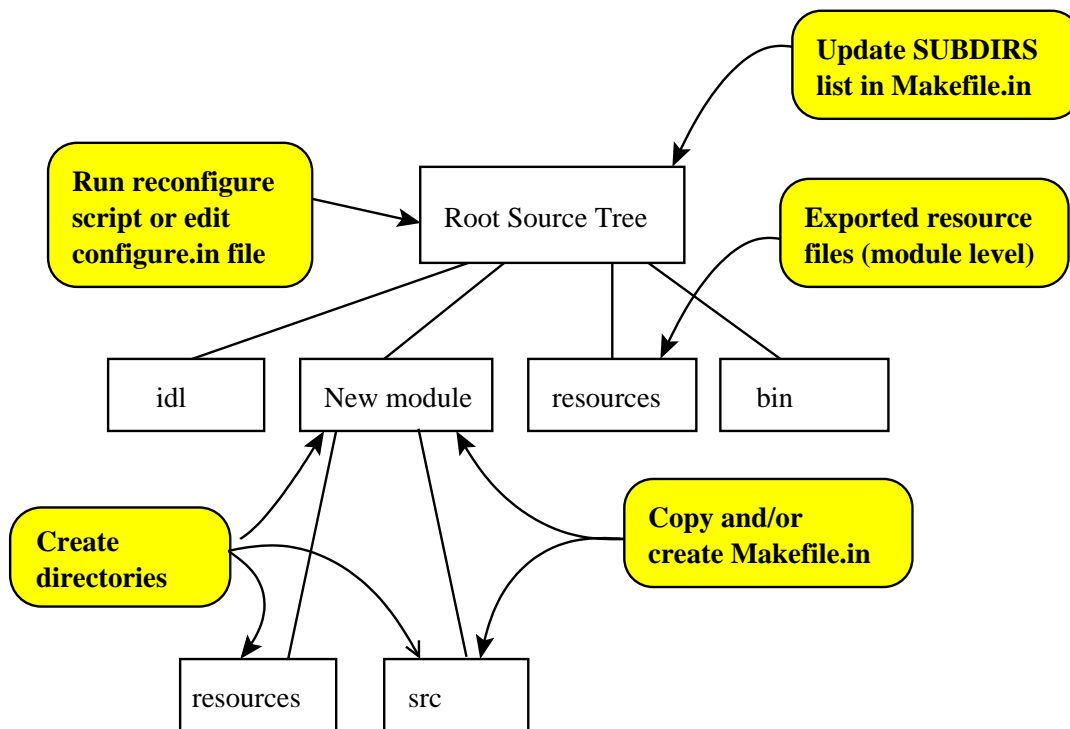 Update SUBDIRS
list in Makefile.in
Run reconfigure
script or edit
configure.in file
Root Source Tree
Exported resource
files (module level)
idl
New module
resources
bin
Create
directories
Copy and/or
create Makefile.in
resources
src